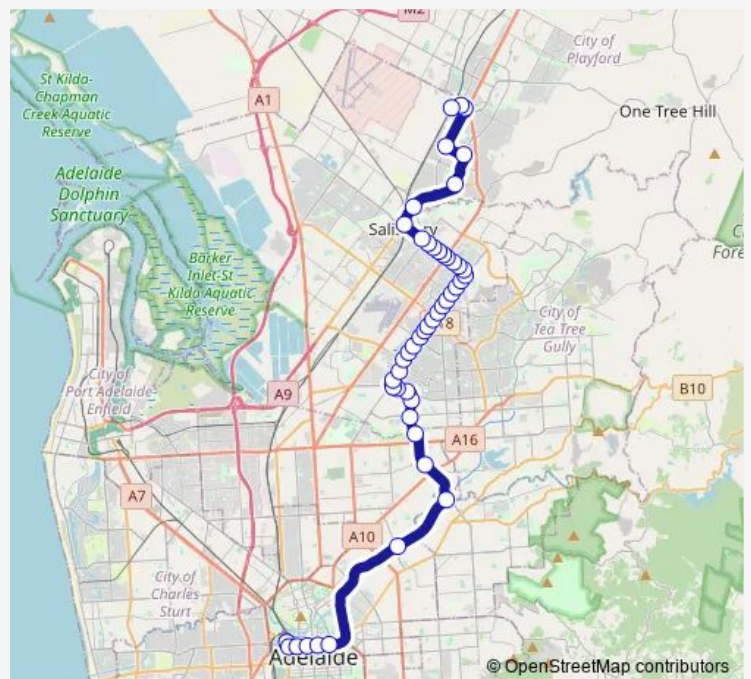 M2
City of
Playford
St Kilda-
Chapman
Creek Aquatic
Reserve
A1
One Tree Hill
Adelaide
Dolphin
Sanctuary
Salisbury
Barker
Inlet-St
Kilda Aquatic
Reserve
City of
Tea Tree
Gully
8
City of
Port Adelaide-
Enfield
A9
B10
A16
A7
A10
City of
Charles
Sturt
Adelaide
© OpenStreetMap contributors